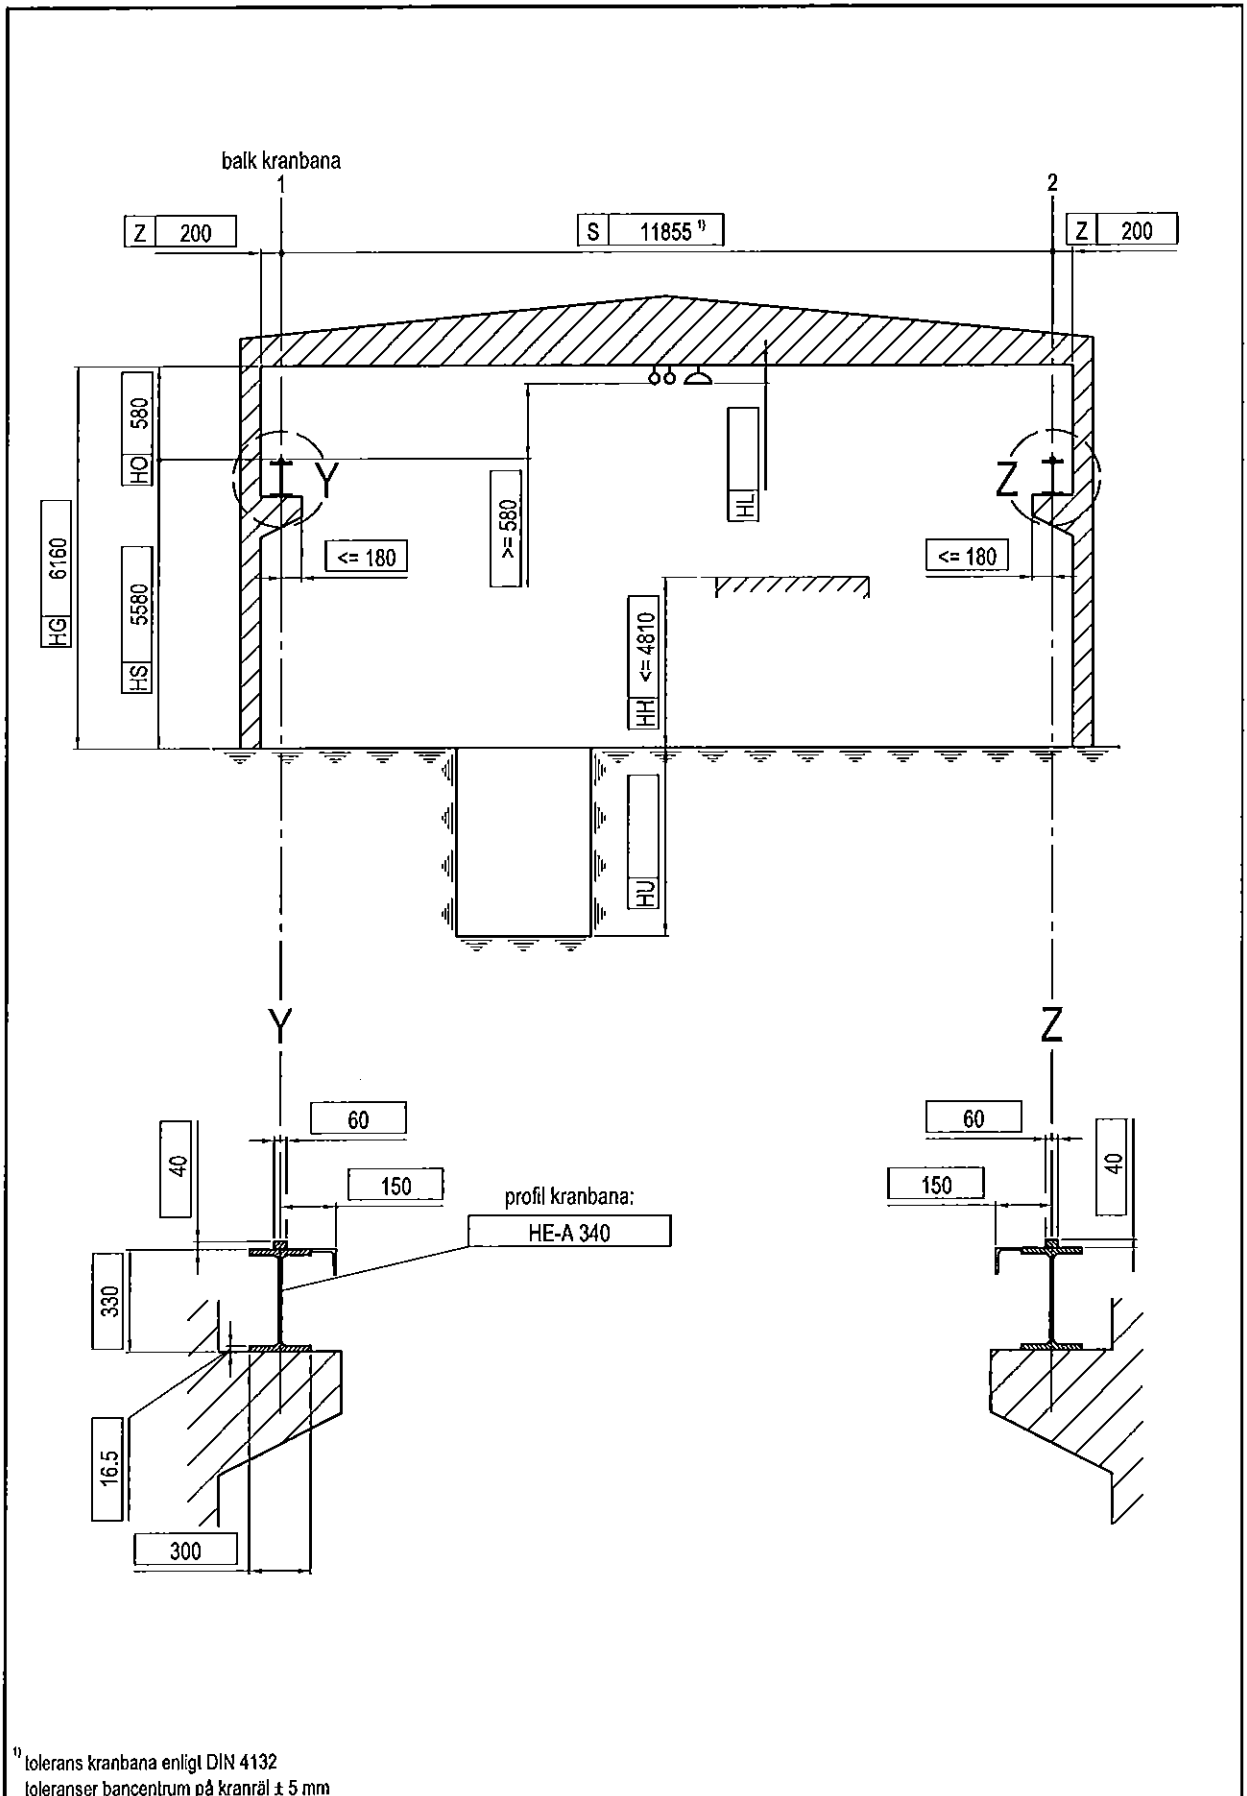 balk kranbana
1
2
Z 200
S 11855 ¹⁾
Z 200
HO 580
HG 6160
HS 5580
Y
Z
>= 580
HL
<= 180
<= 180
HH <= 4810
HU
Y
Z
60
60
40
40
150
150
profil kranbana:
HE-A 340
330
16.5
300
¹⁾ tolerans kranbana enligt DIN 4132
toleranser bancentrum på kranräl ± 5 mm